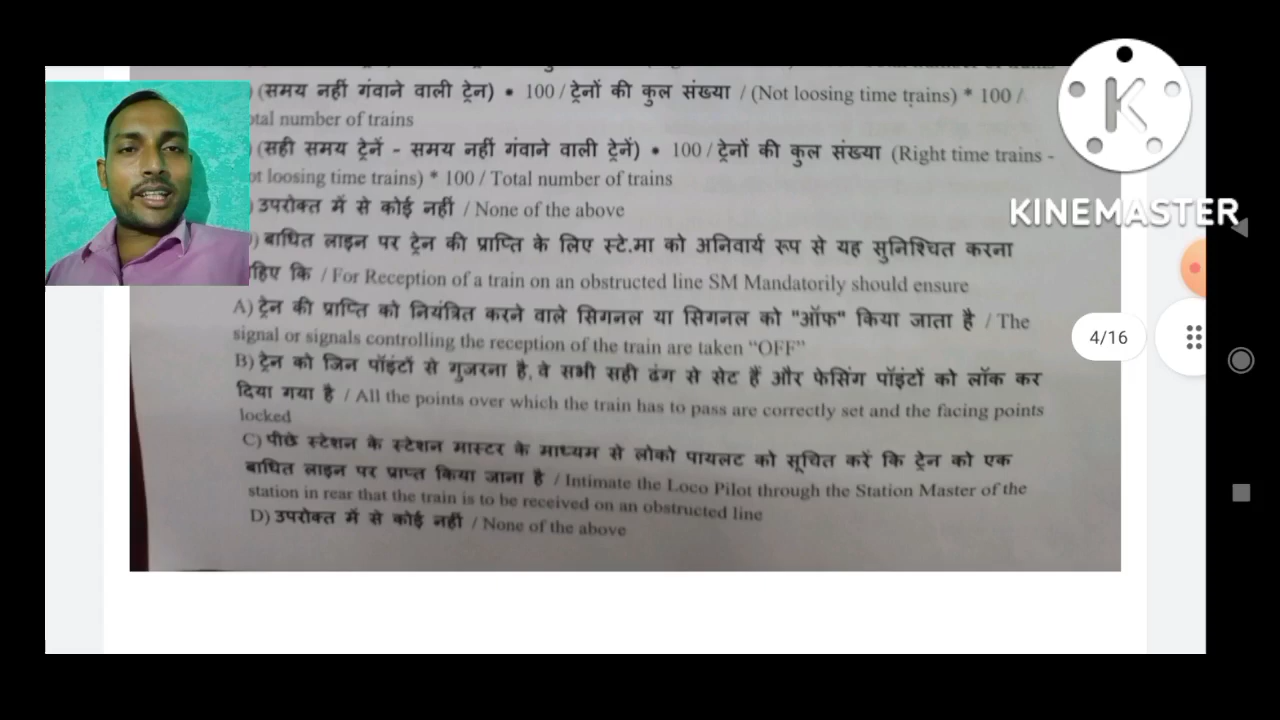 ) (समय नहीं गंवाने वाली ट्रेन) • 100 / ट्रेनों की कुल संख्या / (Not loosing time trains) * 100 /
otal number of trains
) (सही समय ट्रेनें - समय नहीं गंवाने वाली ट्रेनें) • 100 / ट्रेनों की कुल संख्या (Right time trains -
ot loosing time trains) * 100 / Total number of trains
) उपरोक्त में से कोई नहीं / None of the above
) बाधित लाइन पर ट्रेन की प्राप्ति के लिए स्टे.मा को अनिवार्य रूप से यह सुनिश्चित करना
हिए कि / For Reception of a train on an obstructed line SM Mandatorily should ensure
A) ट्रेन की प्राप्ति को नियंत्रित करने वाले सिगनल या सिगनल को "ऑफ" किया जाता है / The
signal or signals controlling the reception of the train are taken “OFF”
B) ट्रेन को जिन पॉइंटों से गुजरना है, वे सभी सही ढंग से सेट हैं और फेसिंग पॉइंटों को लॉक कर
दिया गया है / All the points over which the train has to pass are correctly set and the facing points
locked
C) पीछे स्टेशन के स्टेशन मास्टर के माध्यम से लोको पायलट को सूचित करें कि ट्रेन को एक
बाधित लाइन पर प्राप्त किया जाना है / Intimate the Loco Pilot through the Station Master of the
station in rear that the train is to be received on an obstructed line
D) उपरोक्त में से कोई नहीं / None of the above
KINEMASTER
4/16